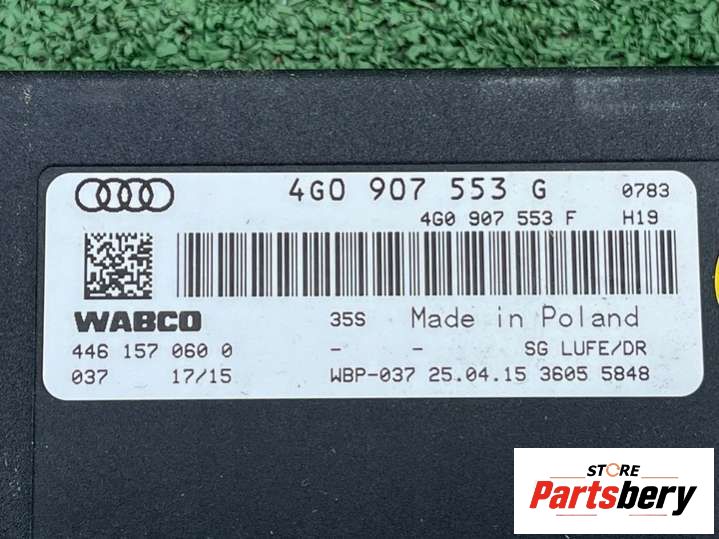 4G0 907 553 G 0783
4G0 907 553 F H19
WABCO 35S Made in Poland
446 157 060 0 - - SG LUFE/DR
037 17/15 WBP-037 25.04.15 3605 5848
STORE
Partsbery